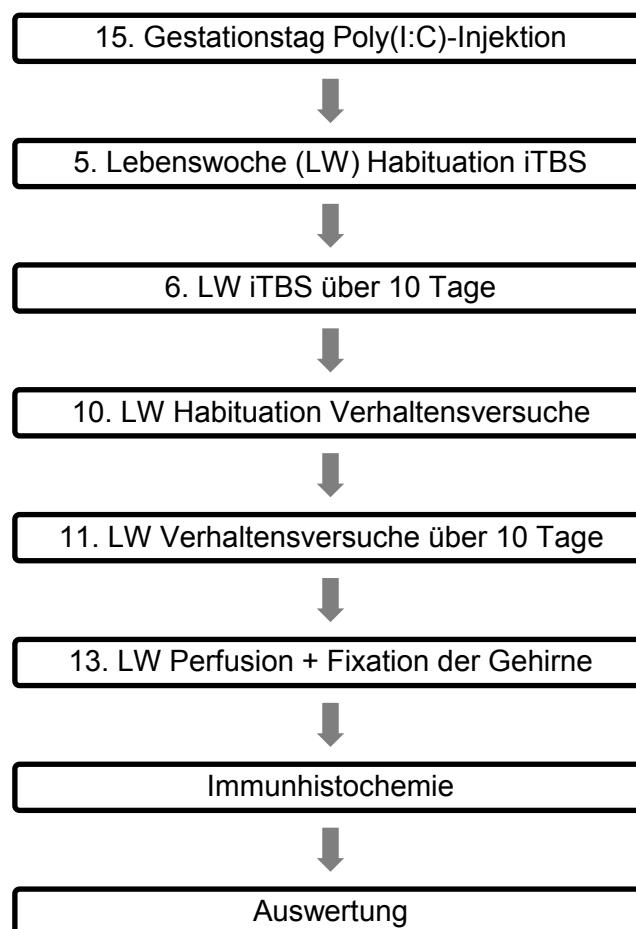 15. Gestationstag Poly(I:C)-Injektion
5. Lebenswoche (LW) Habituation iTBS
6. LW iTBS über 10 Tage
10. LW Habituation Verhaltensversuche
11. LW Verhaltensversuche über 10 Tage
13. LW Perfusion + Fixation der Gehirne
Immunhistochemie
Auswertung